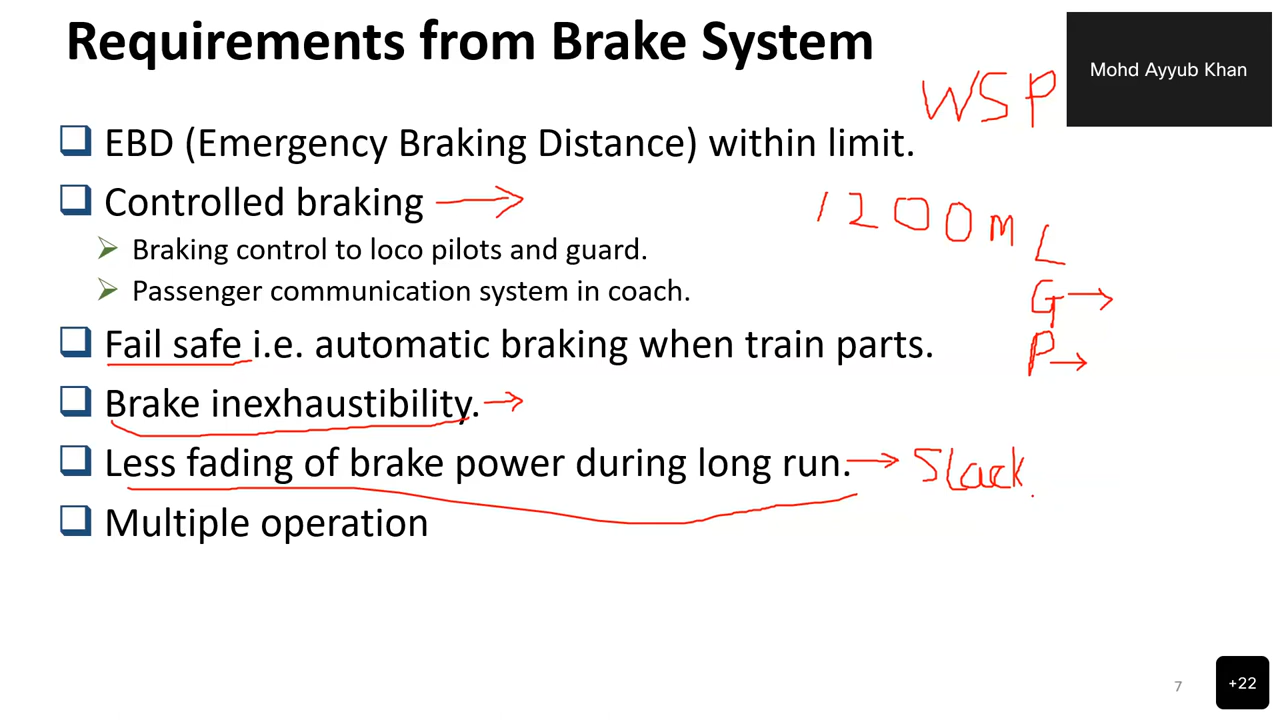 Requirements from Brake System
Mohd Ayyub Khan
WSP
EBD (Emergency Braking Distance) within limit.
Controlled braking
1200m
L
Braking control to loco pilots and guard.
G
Passenger communication system in coach.
Fail safe i.e. automatic braking when train parts.
P
Brake inexhaustibility.
Less fading of brake power during long run.
Slack
Multiple operation
7
+22